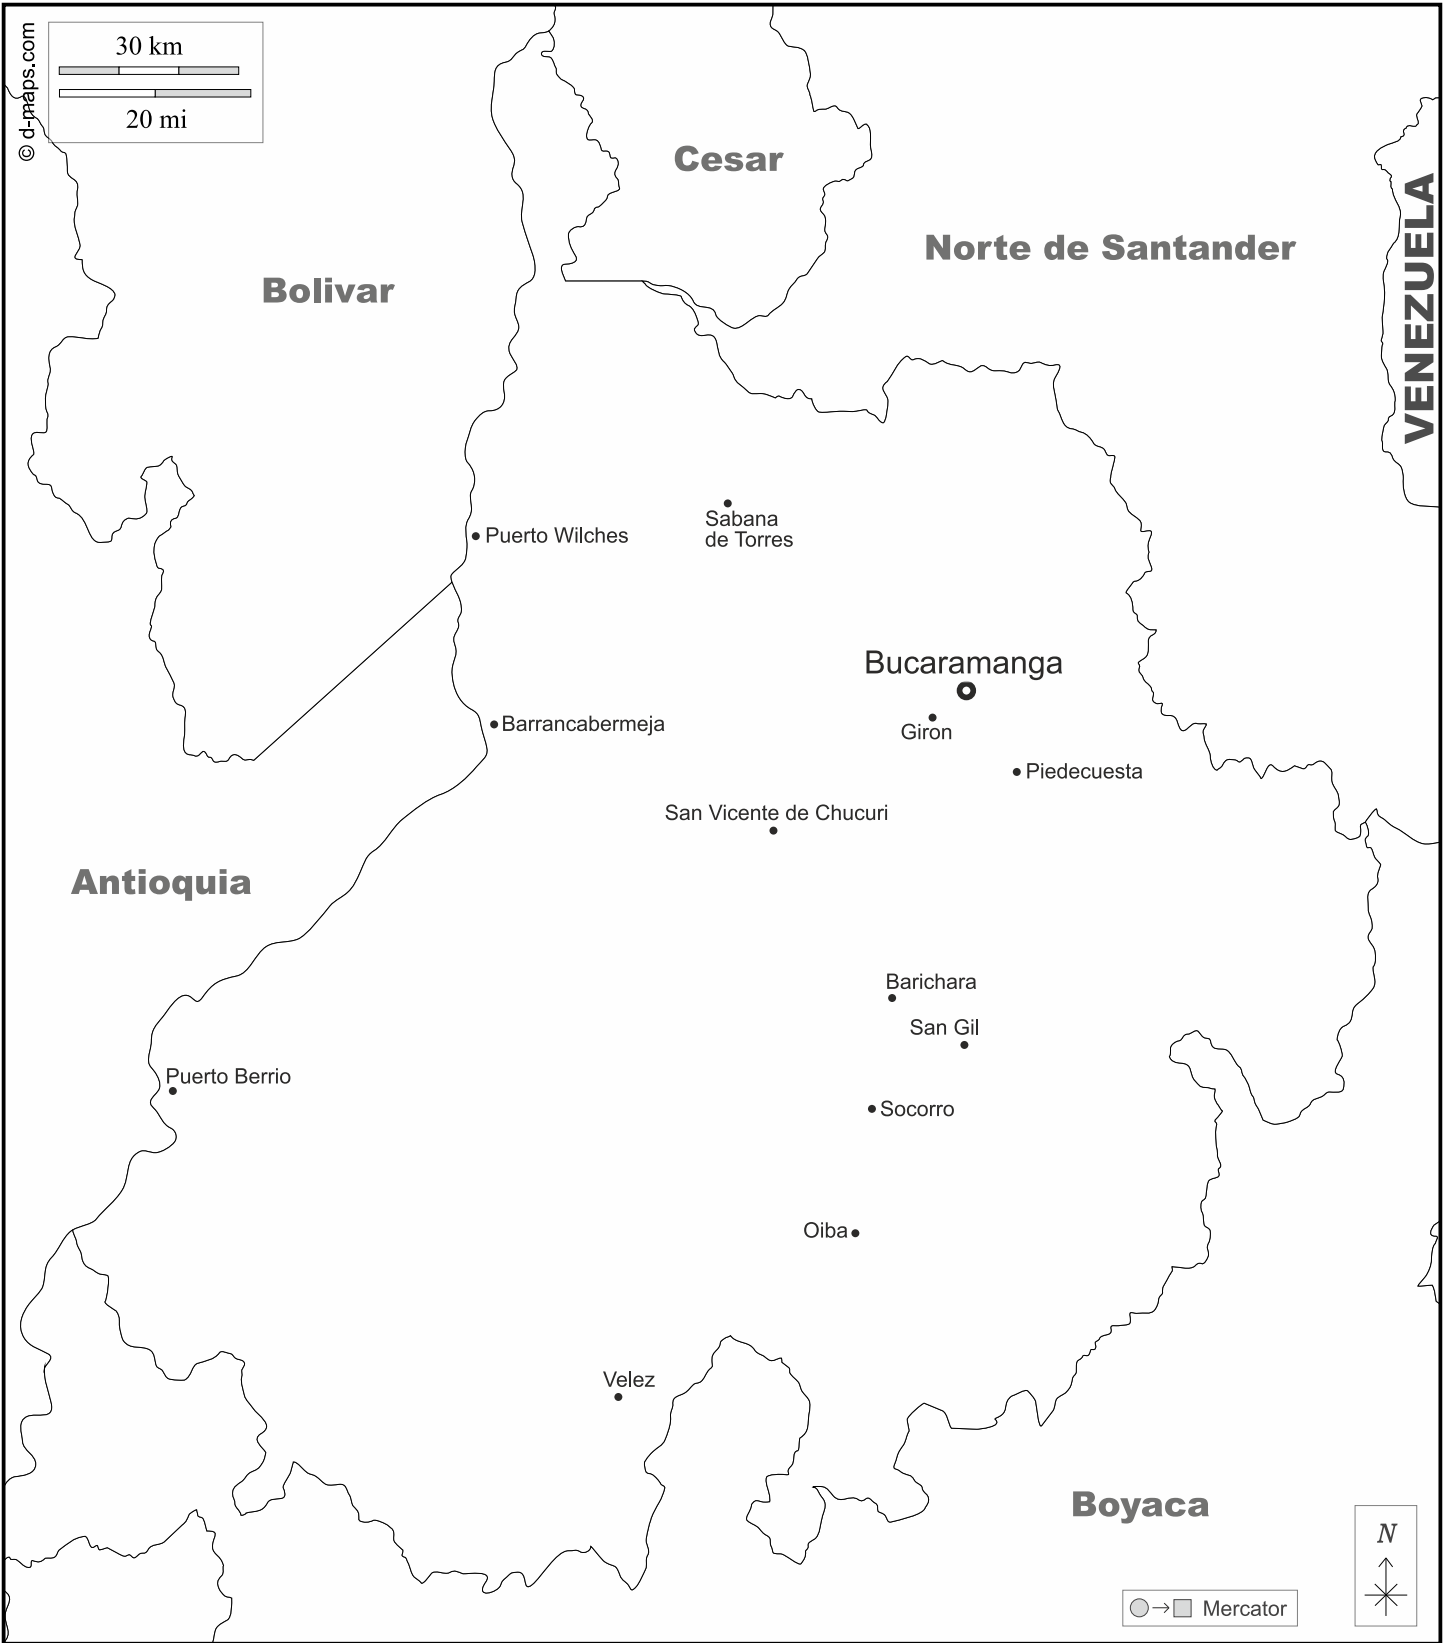 © d-maps.com
30 km
20 mi
Cesar
Norte de Santander
VENEZUELA
Bolivar
Sabana
de Torres
Puerto Wilches
Bucaramanga
Giron
Barrancabermeja
Piedecuesta
San Vicente de Chucuri
Antioquia
Barichara
San Gil
Puerto Berrio
Socorro
Oiba
Velez
Boyaca
N
Mercator